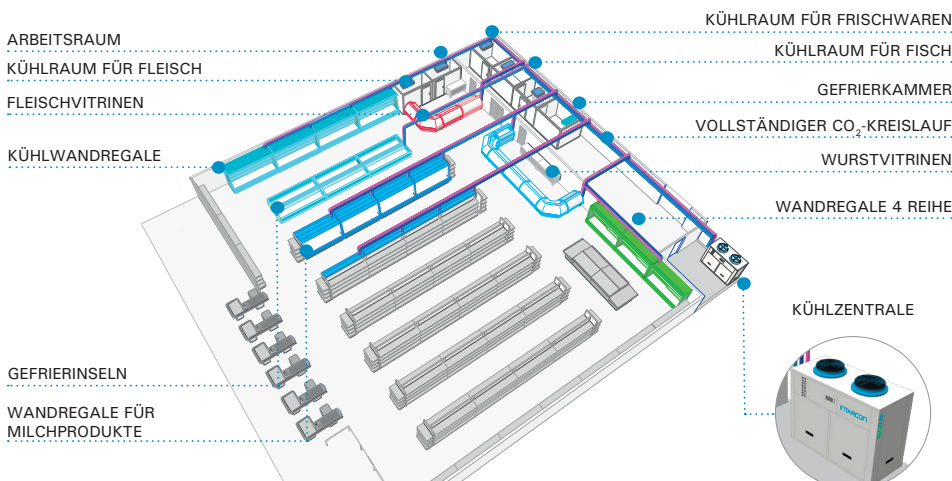 ARBEITSRAUM
KÜHLRAUM FÜR FLEISCH
FLEISCHVITRINEN
KÜHLWANDREGALE
GEFRIERINSELN
WANDREGALE FÜR
MILCHPRODUKTE
KÜHLRAUM FÜR FRISCHWAREN
KÜHLRAUM FÜR FISCH
GEFRIERKAMMER
VOLLSTÄNDIGER CO₂-KREISLAUF
WURSTVITRINEN
WANDREGALE 4 REIHE
KÜHLZENTRALE
INTARCON